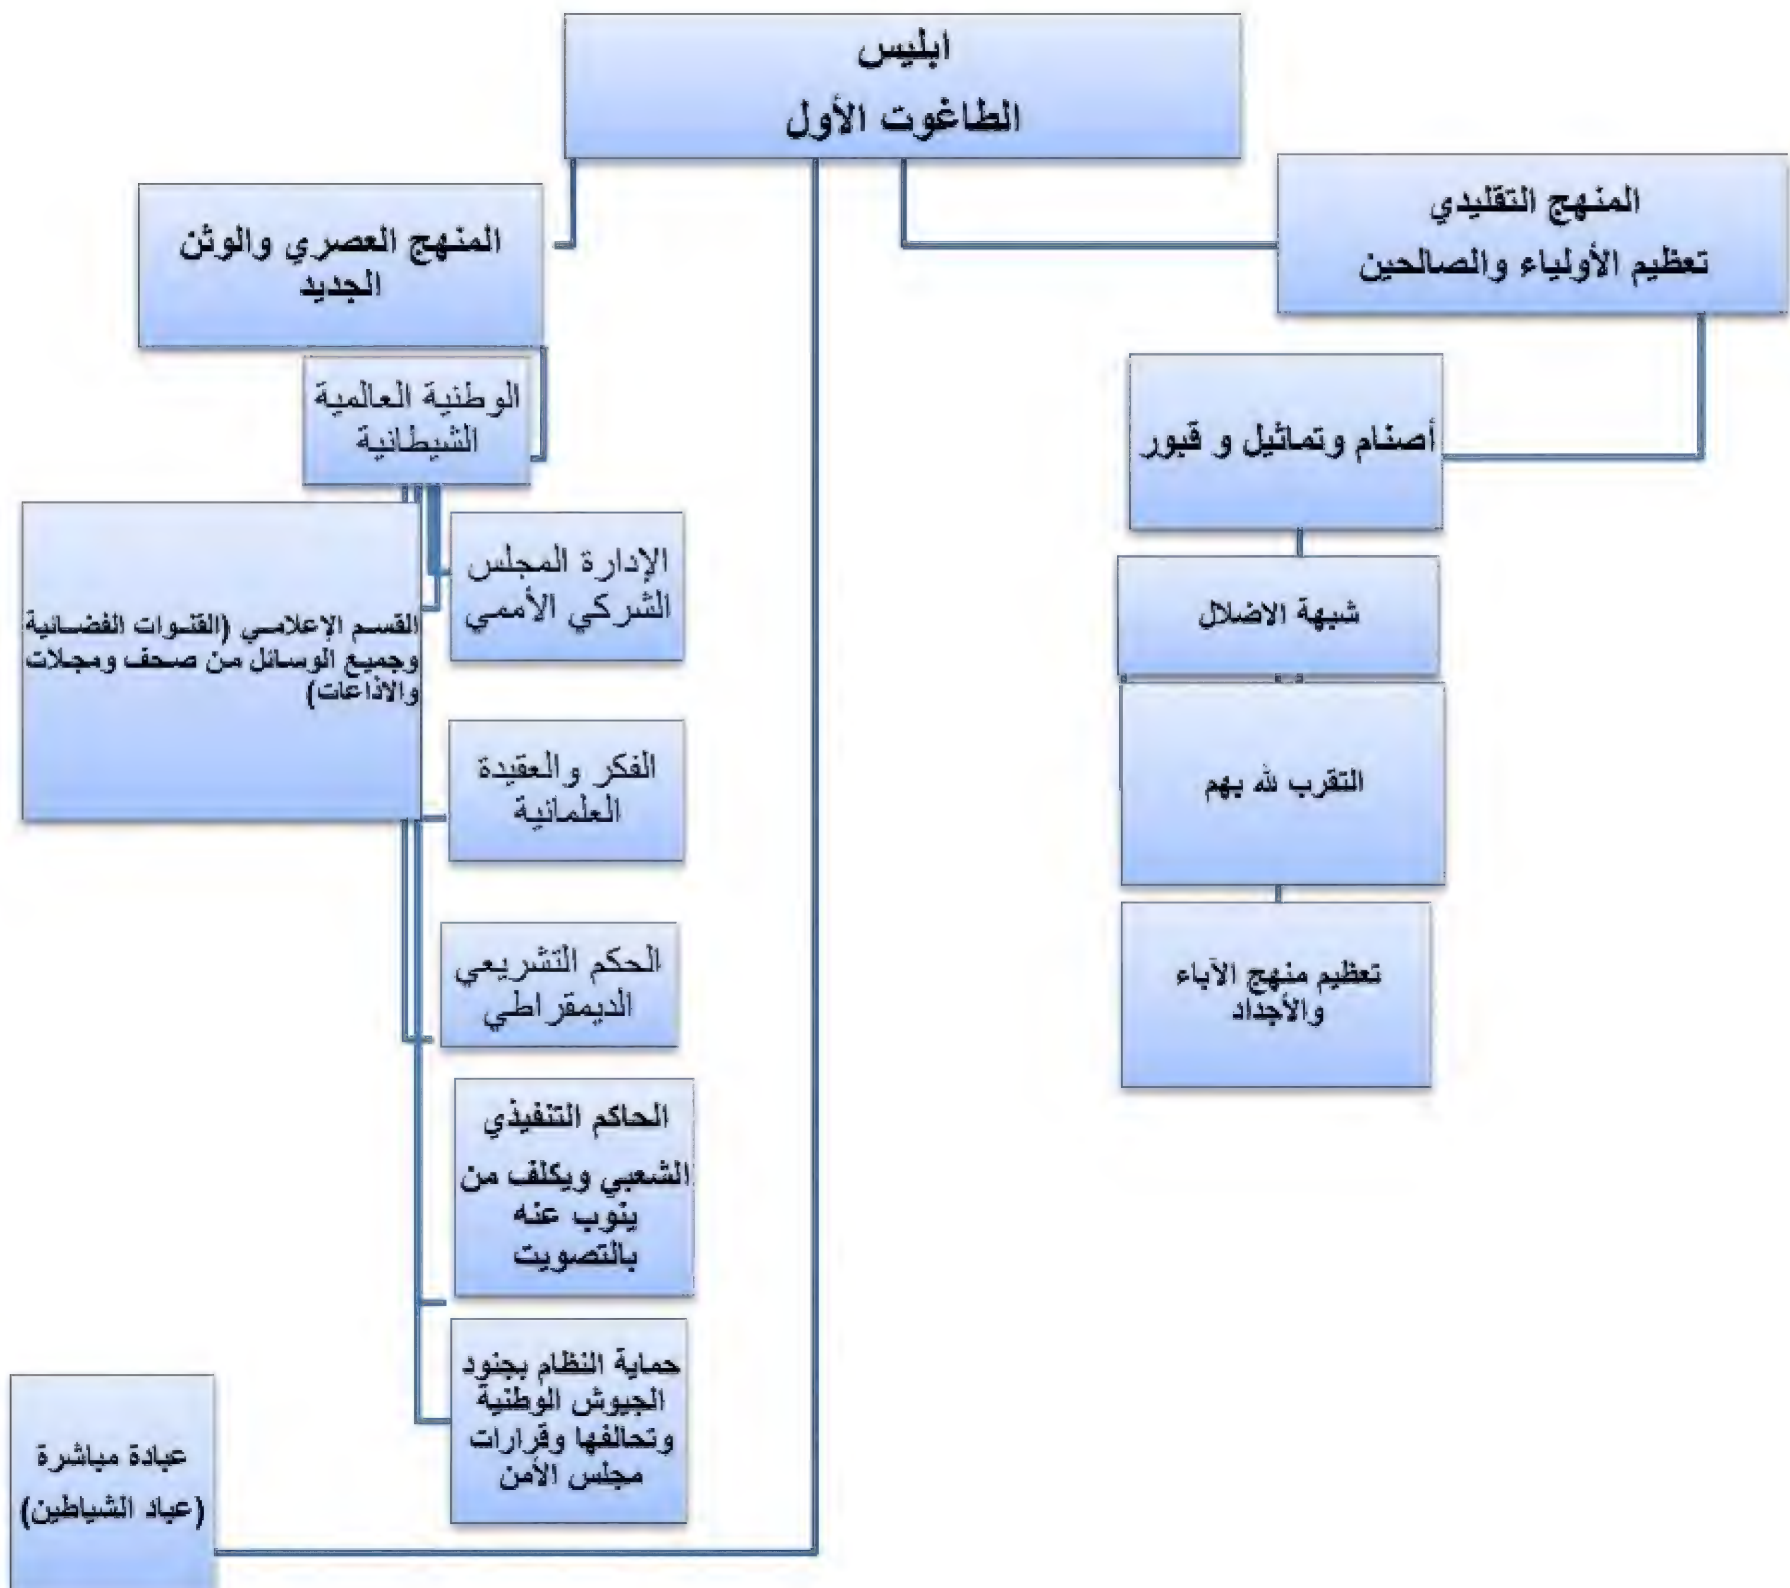 ابليس
الطاغوت الأول
المنهج التقليدي
تعظيم الأولياء والصالحين
أصنام وتماثيل و قبور
شبهة الاضلال
التقرب لله بهم
تعظيم منهج الآباء
والأجداد
المنهج العصري والوثن
الجديد
الوطنية العالمية
الشيطانية
الإدارة المجلس
الشركي الأممي
القسم الإعلامي (القنوات الفضائية
وجميع الوسائل من صحف ومجلات
والاذاعات)
الفكر والعقيدة
العلمانية
الحكم التشريعي
الديمقراطي
الحاكم التنفيذي
الشعبي ويكلف من
ينوب عنه
بالتصويت
حماية النظام بجنود
الجيوش الوطنية
وتحالفها وقرارات
مجلس الأمن
عبادة مباشرة
(عباد الشياطين)